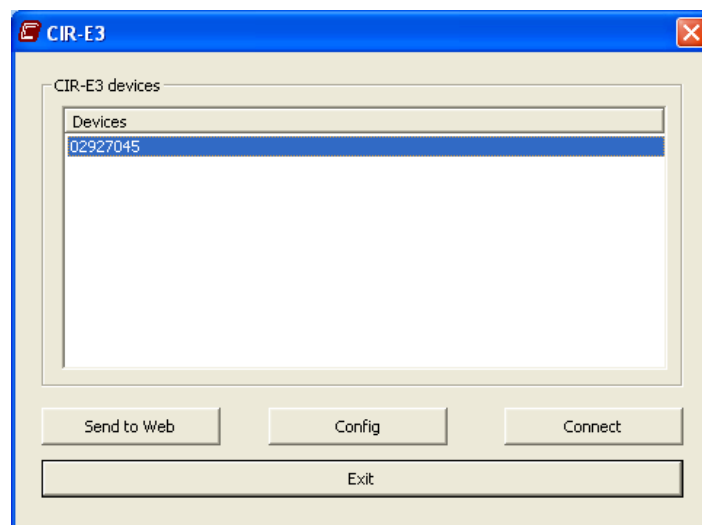 CIR-E3
CIR-E3 devices
Devices
02927045
Send to Web
Config
Connect
Exit